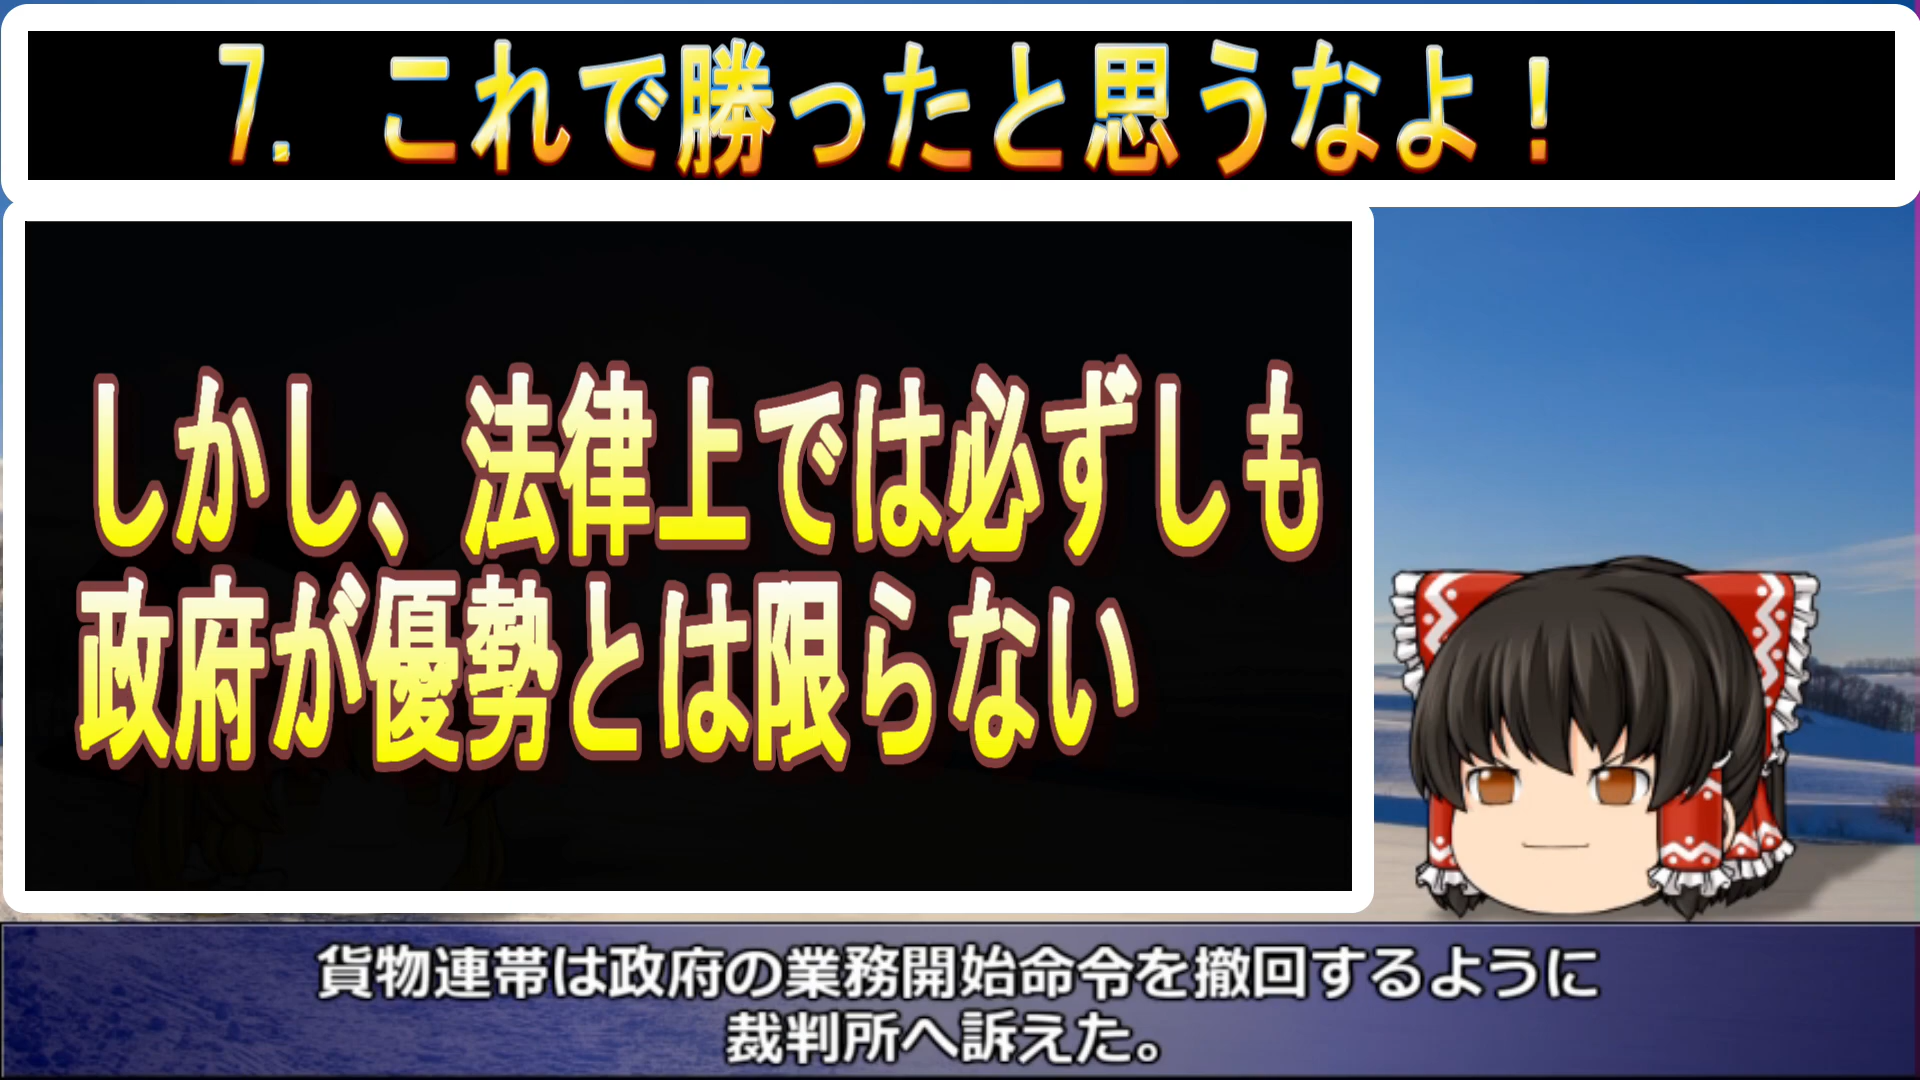 7. これで勝ったと思うなよ！
しかし、法律上では必ずしも
政府が優勢とは限らない
貨物連帯は政府の業務開始命令を撤回するように
裁判所へ訴えた。